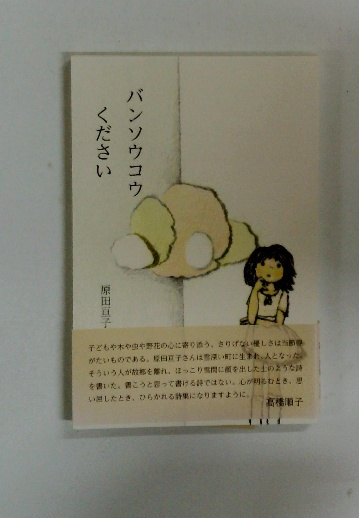 バンソウコウ
ください
原田亘子
子どもや木や虫や野花の心に寄り添う、さりげない優しさは当節得
がたいものである。原田亘子さんは雪深い町に生まれ、人となった。
そういう人が故郷を離れ、ほっこり雪間に顔を出した土のような詩
を書いた。書こうと思って書ける詩ではない。心が明るむとき、思
い屈したとき、ひらかれる詩集になりますように。
高橋順子